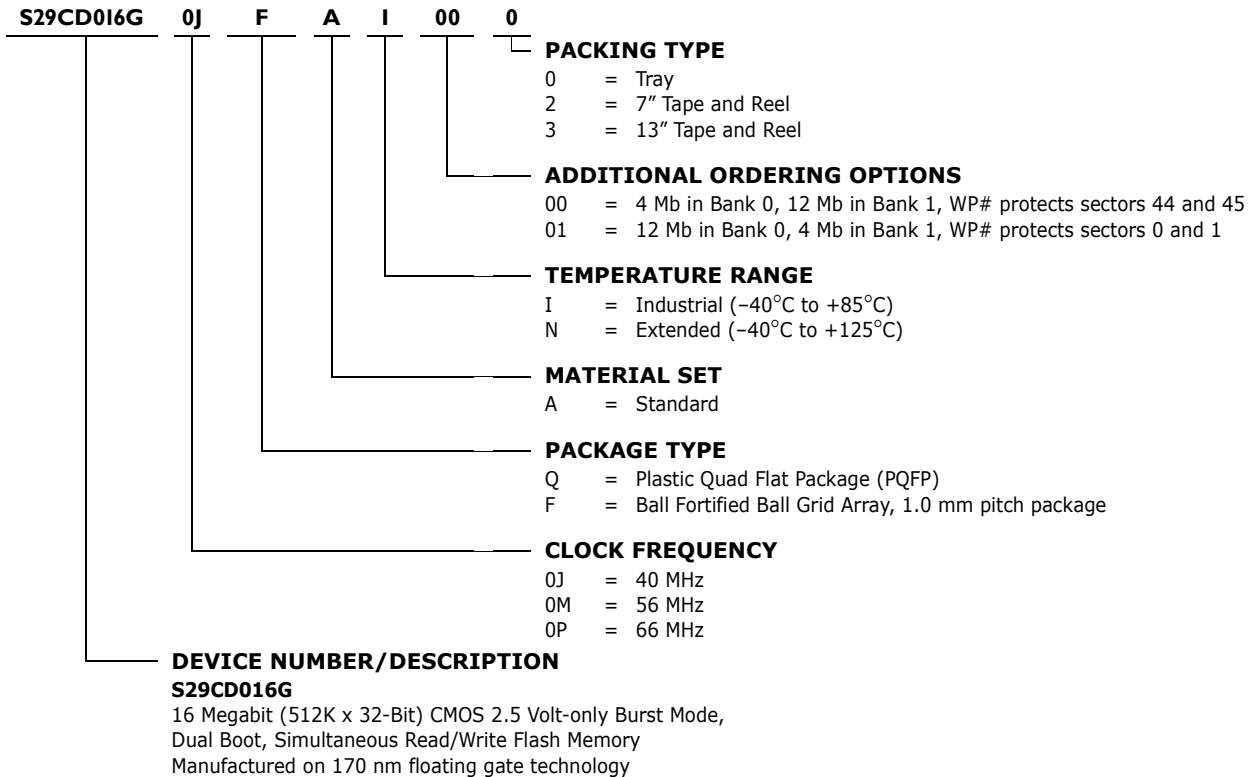 S29CD016G 0J F A I 00 0
PACKING TYPE
0 = Tray
2 = 7” Tape and Reel
3 = 13” Tape and Reel
ADDITIONAL ORDERING OPTIONS
00 = 4 Mb in Bank 0, 12 Mb in Bank 1, WP# protects sectors 44 and 45
01 = 12 Mb in Bank 0, 4 Mb in Bank 1, WP# protects sectors 0 and 1
TEMPERATURE RANGE
I = Industrial (–40°C to +85°C)
N = Extended (–40°C to +125°C)
MATERIAL SET
A = Standard
PACKAGE TYPE
Q = Plastic Quad Flat Package (PQFP)
F = Ball Fortified Ball Grid Array, 1.0 mm pitch package
CLOCK FREQUENCY
0J = 40 MHz
0M = 56 MHz
0P = 66 MHz
DEVICE NUMBER/DESCRIPTION
S29CD016G
16 Megabit (512K x 32-Bit) CMOS 2.5 Volt-only Burst Mode,
Dual Boot, Simultaneous Read/Write Flash Memory
Manufactured on 170 nm floating gate technology